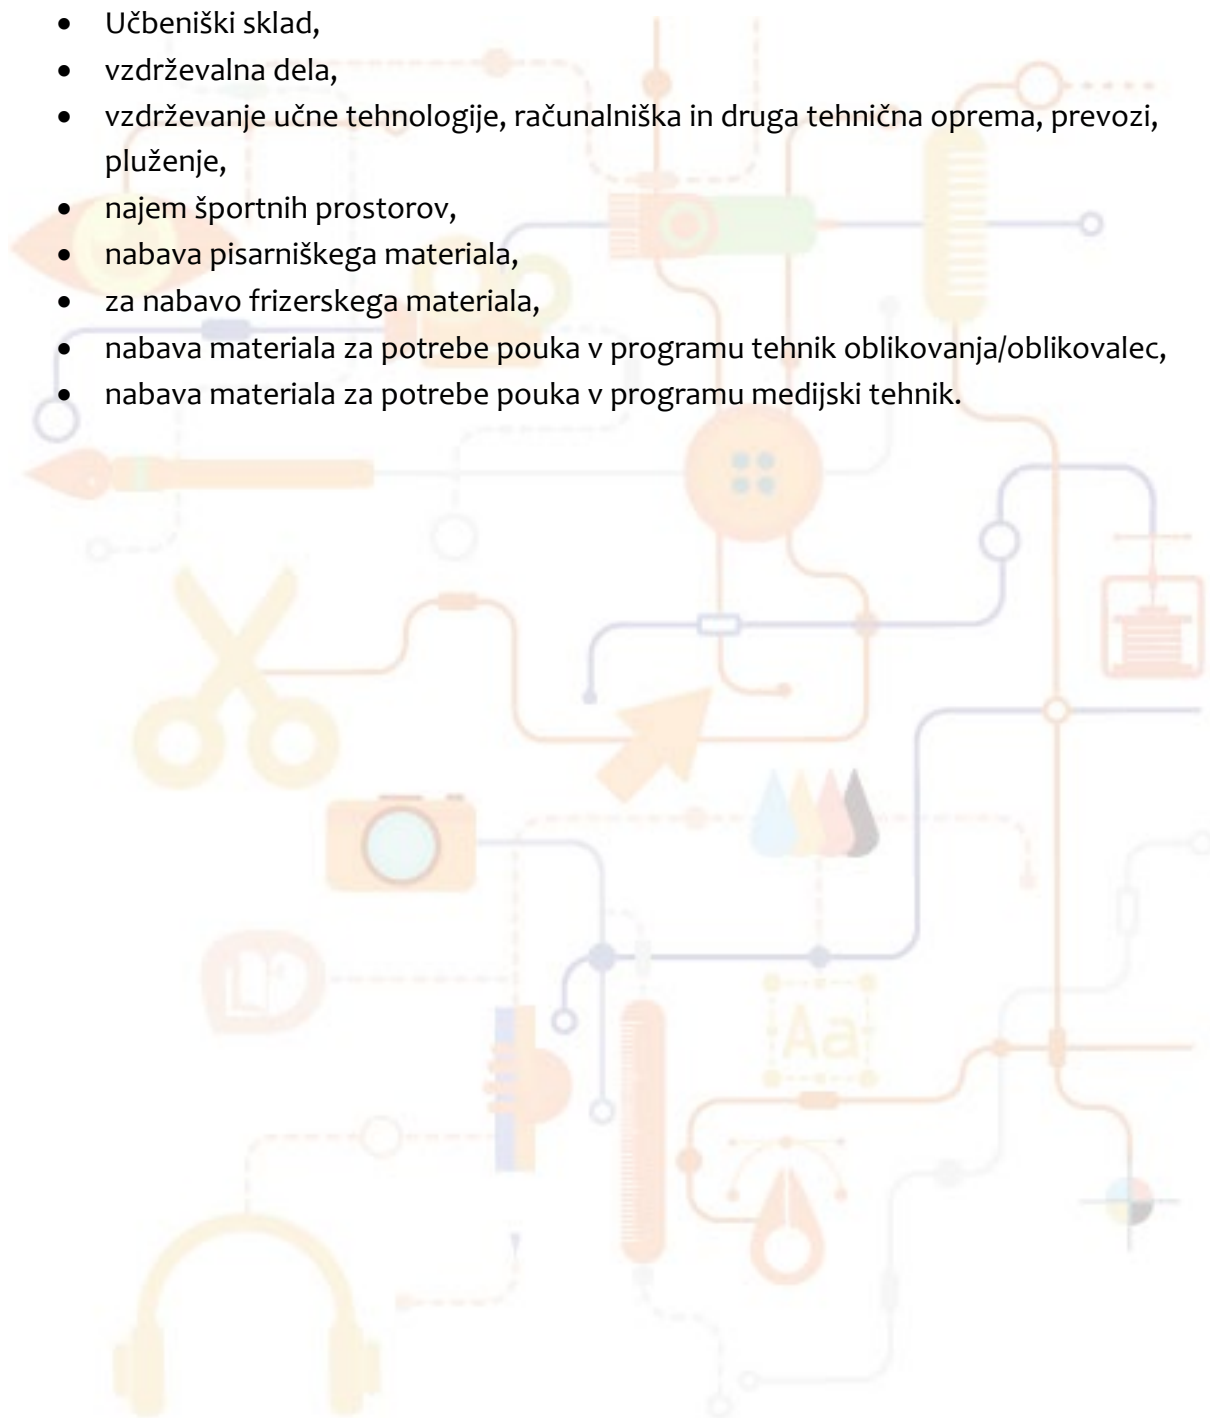 • Učbeniški sklad,
• vzdrževalna dela,
• vzdrževanje učne tehnologije, računalniška in druga tehnična oprema, prevozi,
pluženje,
• najem športnih prostorov,
• nabava pisarniškega materiala,
• za nabavo frizerskega materiala,
• nabava materiala za potrebe pouka v programu tehnik oblikovanja/oblikovalec,
• nabava materiala za potrebe pouka v programu medijski tehnik.
Aa